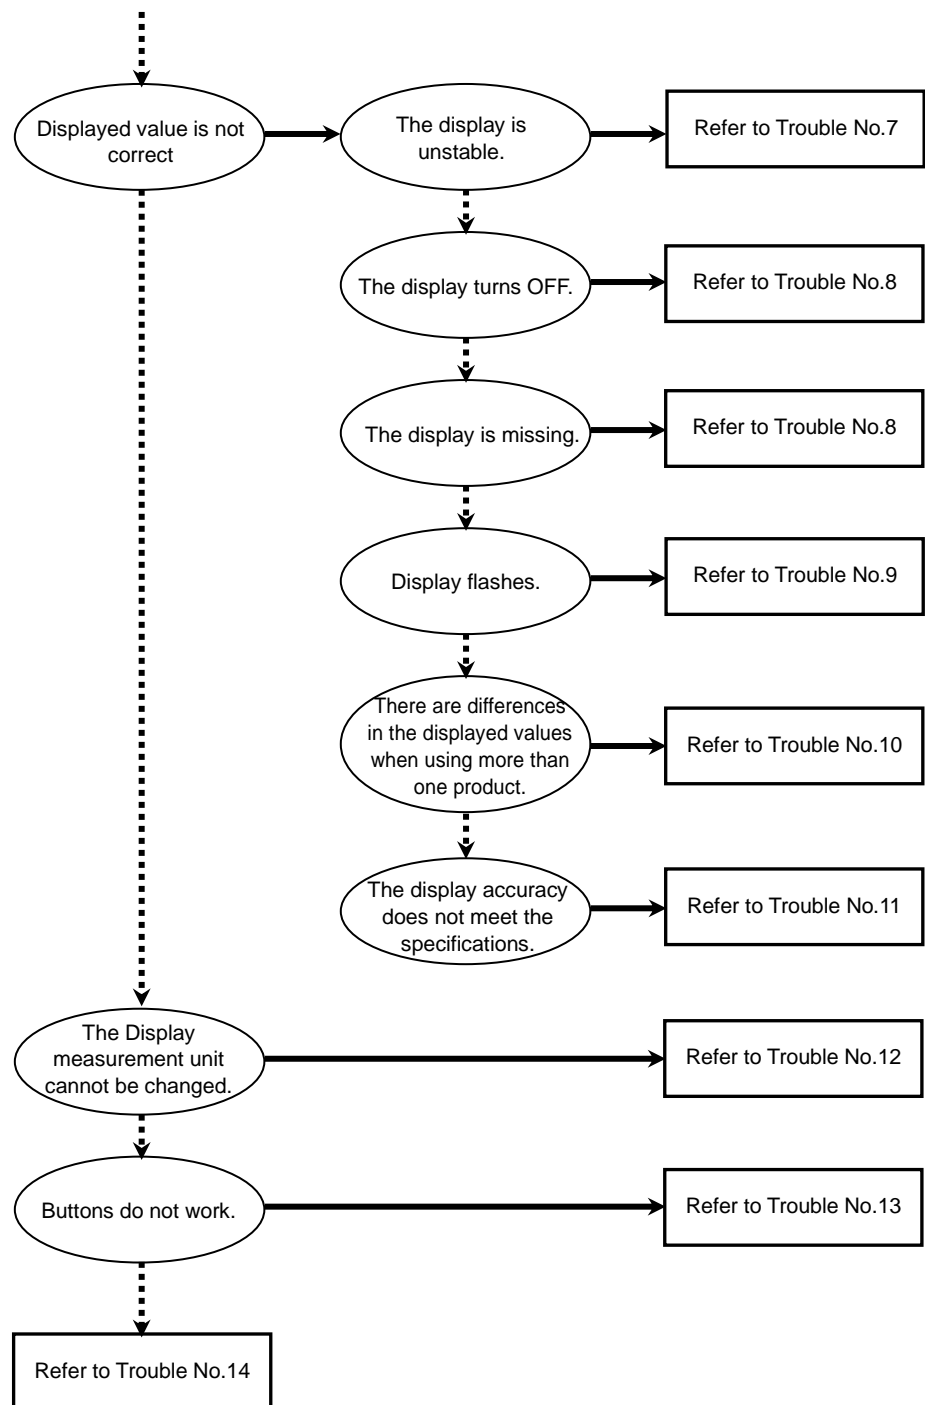 Displayed value is not
correct
The display is
unstable.
Refer to Trouble No.7
The display turns OFF.
Refer to Trouble No.8
The display is missing.
Refer to Trouble No.8
Display flashes.
Refer to Trouble No.9
There are differences
in the displayed values
when using more than
one product.
Refer to Trouble No.10
The display accuracy
does not meet the
specifications.
Refer to Trouble No.11
The Display
measurement unit
cannot be changed.
Refer to Trouble No.12
Buttons do not work.
Refer to Trouble No.13
Refer to Trouble No.14